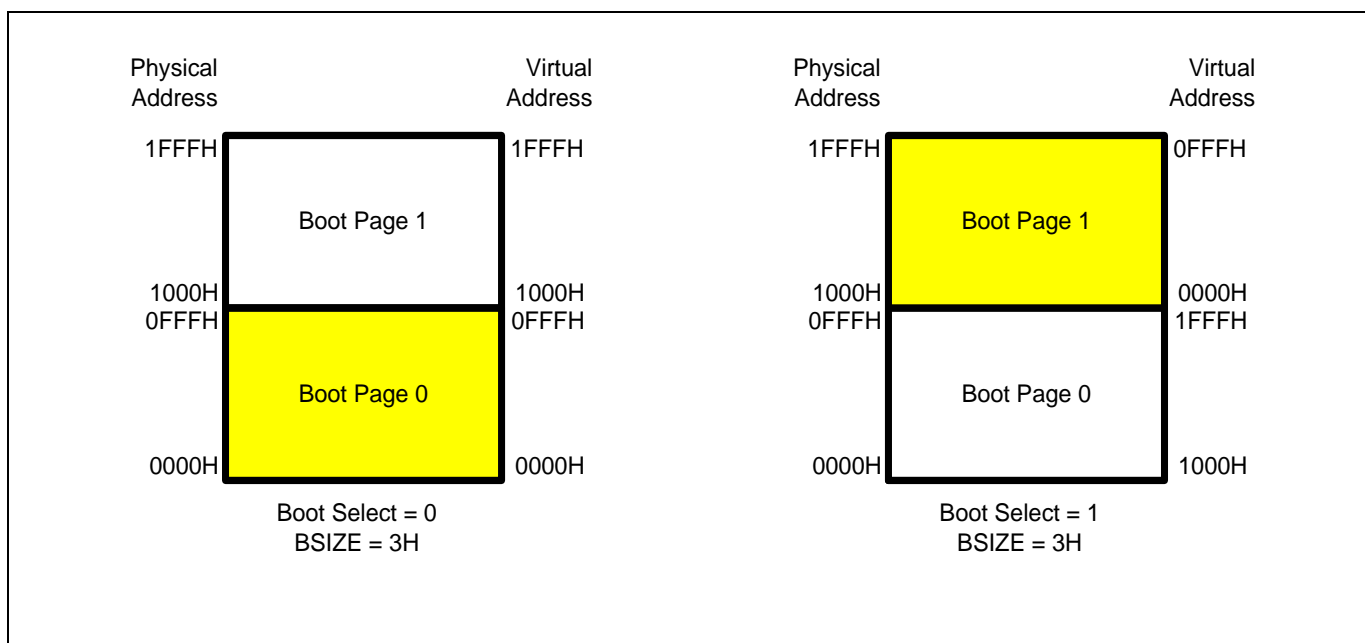 Physical
Address
Virtual
Address
1FFFH
1FFFH
Boot Page 1
1000H
1000H
0FFFH
0FFFH
Boot Page 0
0000H
0000H
Boot Select = 0
BSIZE = 3H
Physical
Address
Virtual
Address
1FFFH
0FFFH
Boot Page 1
1000H
0000H
0FFFH
1FFFH
Boot Page 0
0000H
1000H
Boot Select = 1
BSIZE = 3H